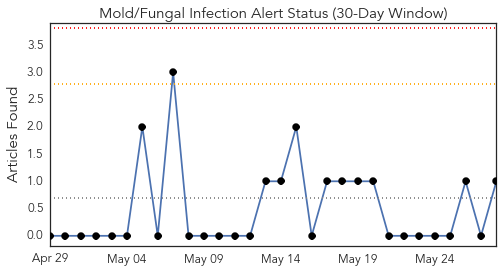 Mold/Fungal Infection Alert Status (30-Day Window)
Articles Found
3.5
3.0
2.5
2.0
1.5
1.0
0.5
0.0
Apr 29 May 04 May 09 May 14 May 19 May 24